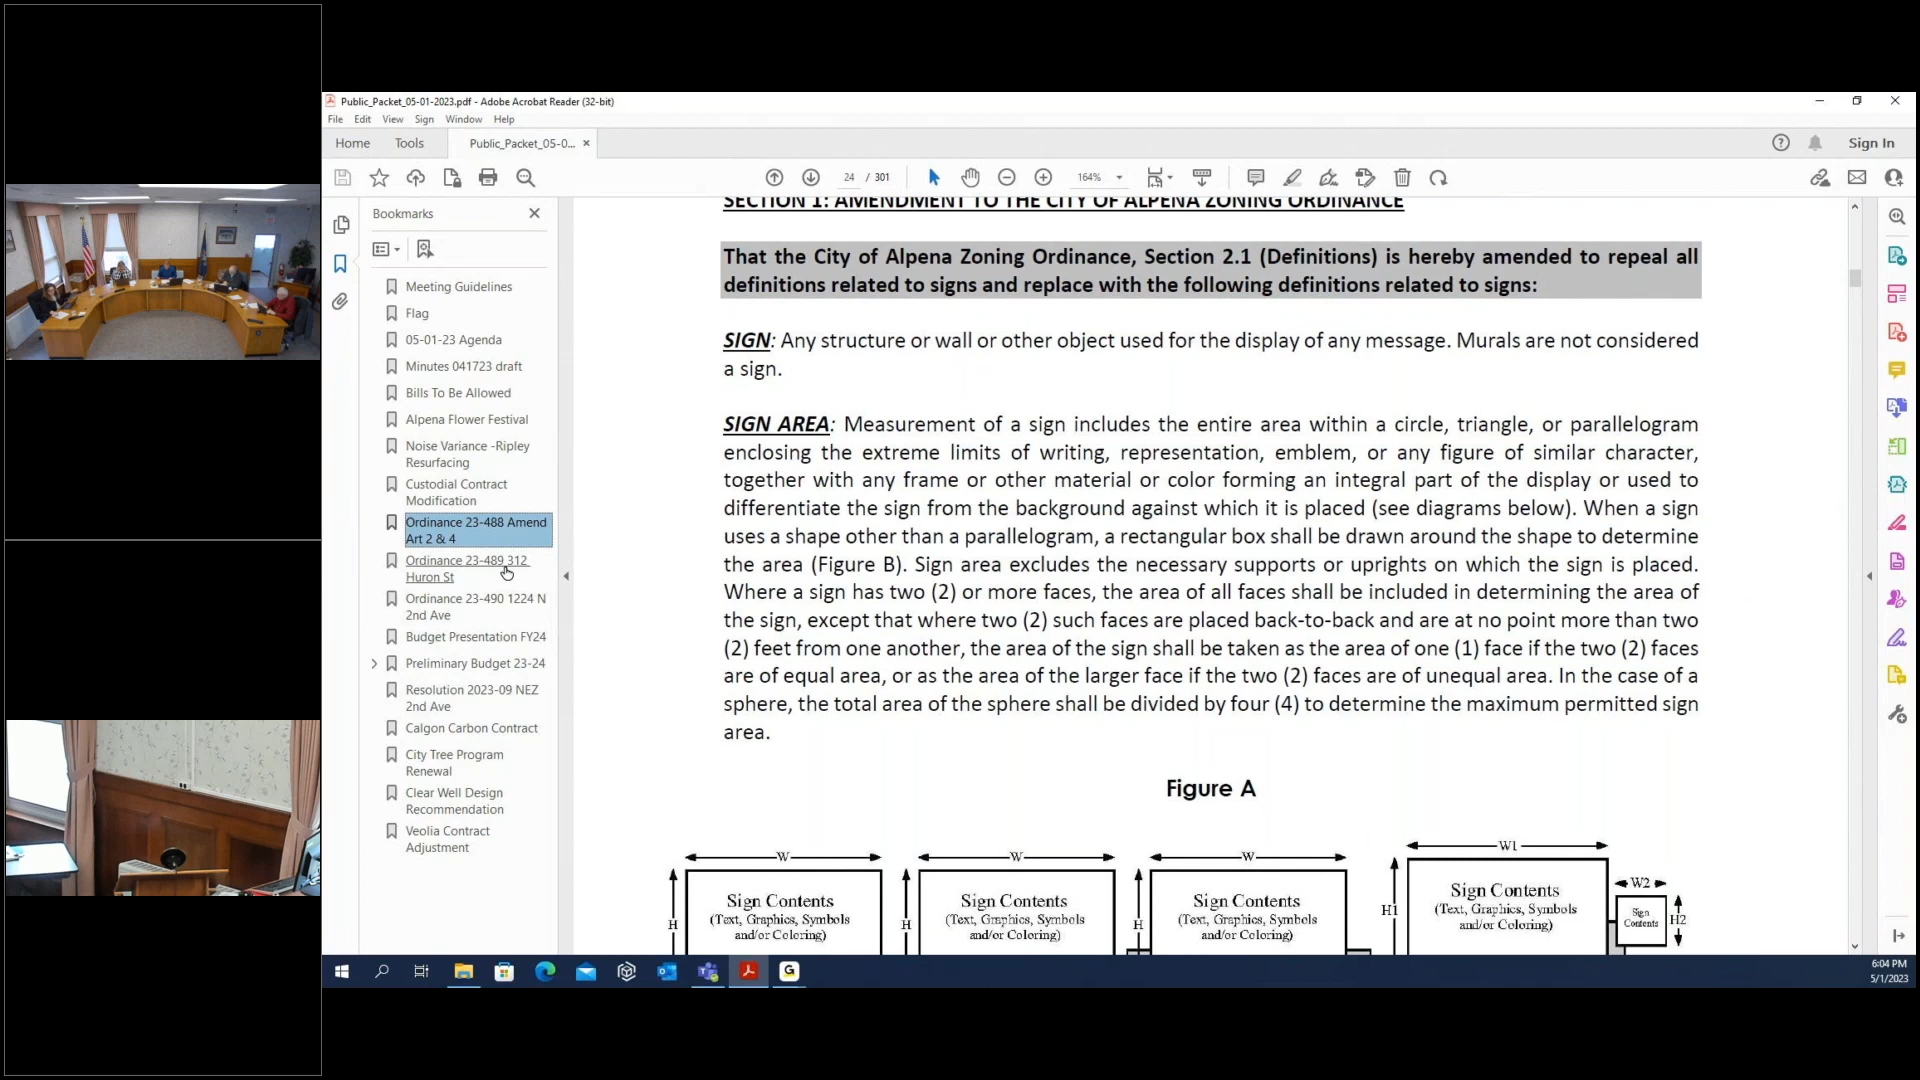 Public_Packet_05-01-2023.pdf - Adobe Acrobat Reader (32-bit)
File Edit View Sign Window Help
Home Tools Public_Packet_05-0... Sign In
24 / 301 164%
Bookmarks
Meeting Guidelines
Flag
05-01-23 Agenda
Minutes 041723 draft
Bills To Be Allowed
Alpena Flower Festival
Noise Variance -Ripley
Resurfacing
Custodial Contract
Modification
Ordinance 23-488 Amend
Art 2 & 4
Ordinance 23-489 312
Huron St
Ordinance 23-490 1224 N
2nd Ave
Budget Presentation FY24
Preliminary Budget 23-24
Resolution 2023-09 NEZ
2nd Ave
Calgon Carbon Contract
City Tree Program
Renewal
Clear Well Design
Recommendation
Veolia Contract
Adjustment
SECTION 1: AMENDMENT TO THE CITY OF ALPENA ZONING ORDINANCE
That the City of Alpena Zoning Ordinance, Section 2.1 (Definitions) is hereby amended to repeal all
definitions related to signs and replace with the following definitions related to signs:
SIGN: Any structure or wall or other object used for the display of any message. Murals are not considered
a sign.
SIGN AREA: Measurement of a sign includes the entire area within a circle, triangle, or parallelogram
enclosing the extreme limits of writing, representation, emblem, or any figure of similar character,
together with any frame or other material or color forming an integral part of the display or used to
differentiate the sign from the background against which it is placed (see diagrams below). When a sign
uses a shape other than a parallelogram, a rectangular box shall be drawn around the shape to determine
the area (Figure B). Sign area excludes the necessary supports or uprights on which the sign is placed.
Where a sign has two (2) or more faces, the area of all faces shall be included in determining the area of
the sign, except that where two (2) such faces are placed back-to-back and are at no point more than two
(2) feet from one another, the area of the sign shall be taken as the area of one (1) face if the two (2) faces
are of equal area, or as the area of the larger face if the two (2) faces are of unequal area. In the case of a
sphere, the total area of the sphere shall be divided by four (4) to determine the maximum permitted sign
area.
Figure A
W W W W1
H Sign Contents
(Text, Graphics, Symbols
and/or Coloring)
H Sign Contents
(Text, Graphics, Symbols
and/or Coloring)
H Sign Contents
(Text, Graphics, Symbols
and/or Coloring)
H1 Sign Contents
(Text, Graphics, Symbols
and/or Coloring)
W2
Sign
Contents
H2
6:04 PM
5/1/2023